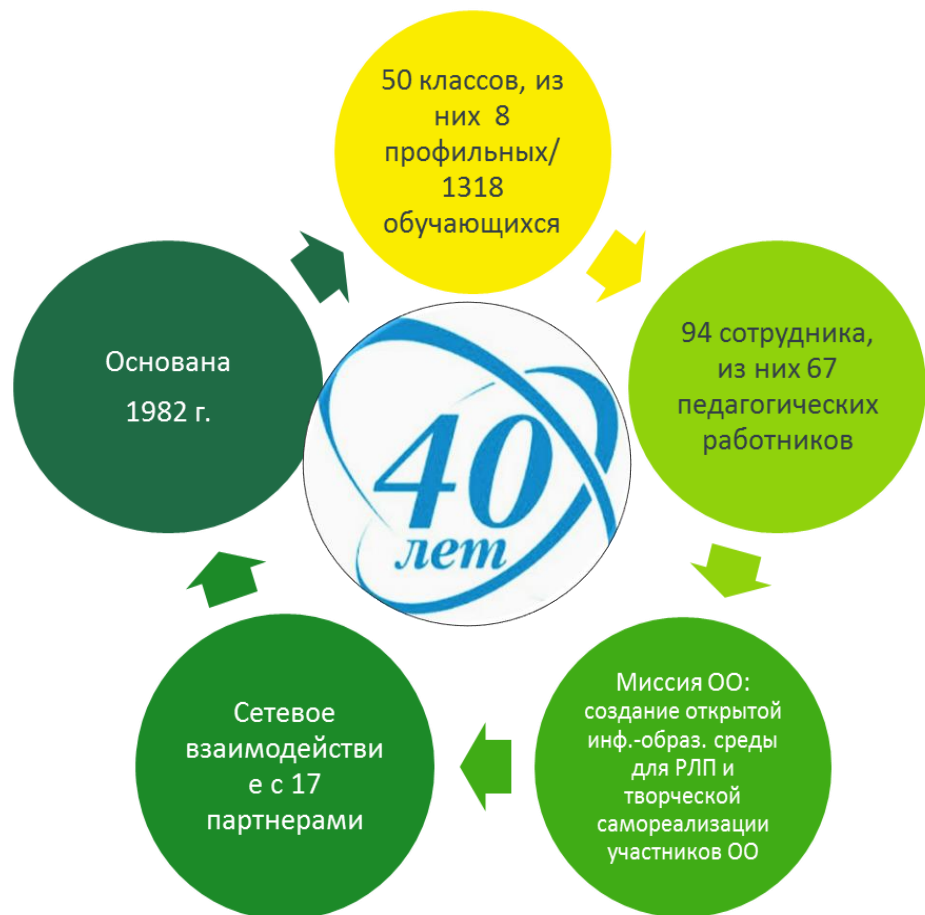 50 классов, из
них 8
профильных/
1318
обучающихся
94 сотрудника,
из них 67
педагогических
работников
Миссия ОО:
создание открытой
инф.-образ. среды
для РЛП и
творческой
самореализации
участников ОО
Сетевое
взаимодействи
е с 17
партнерами
Основана
1982 г.
40
лет